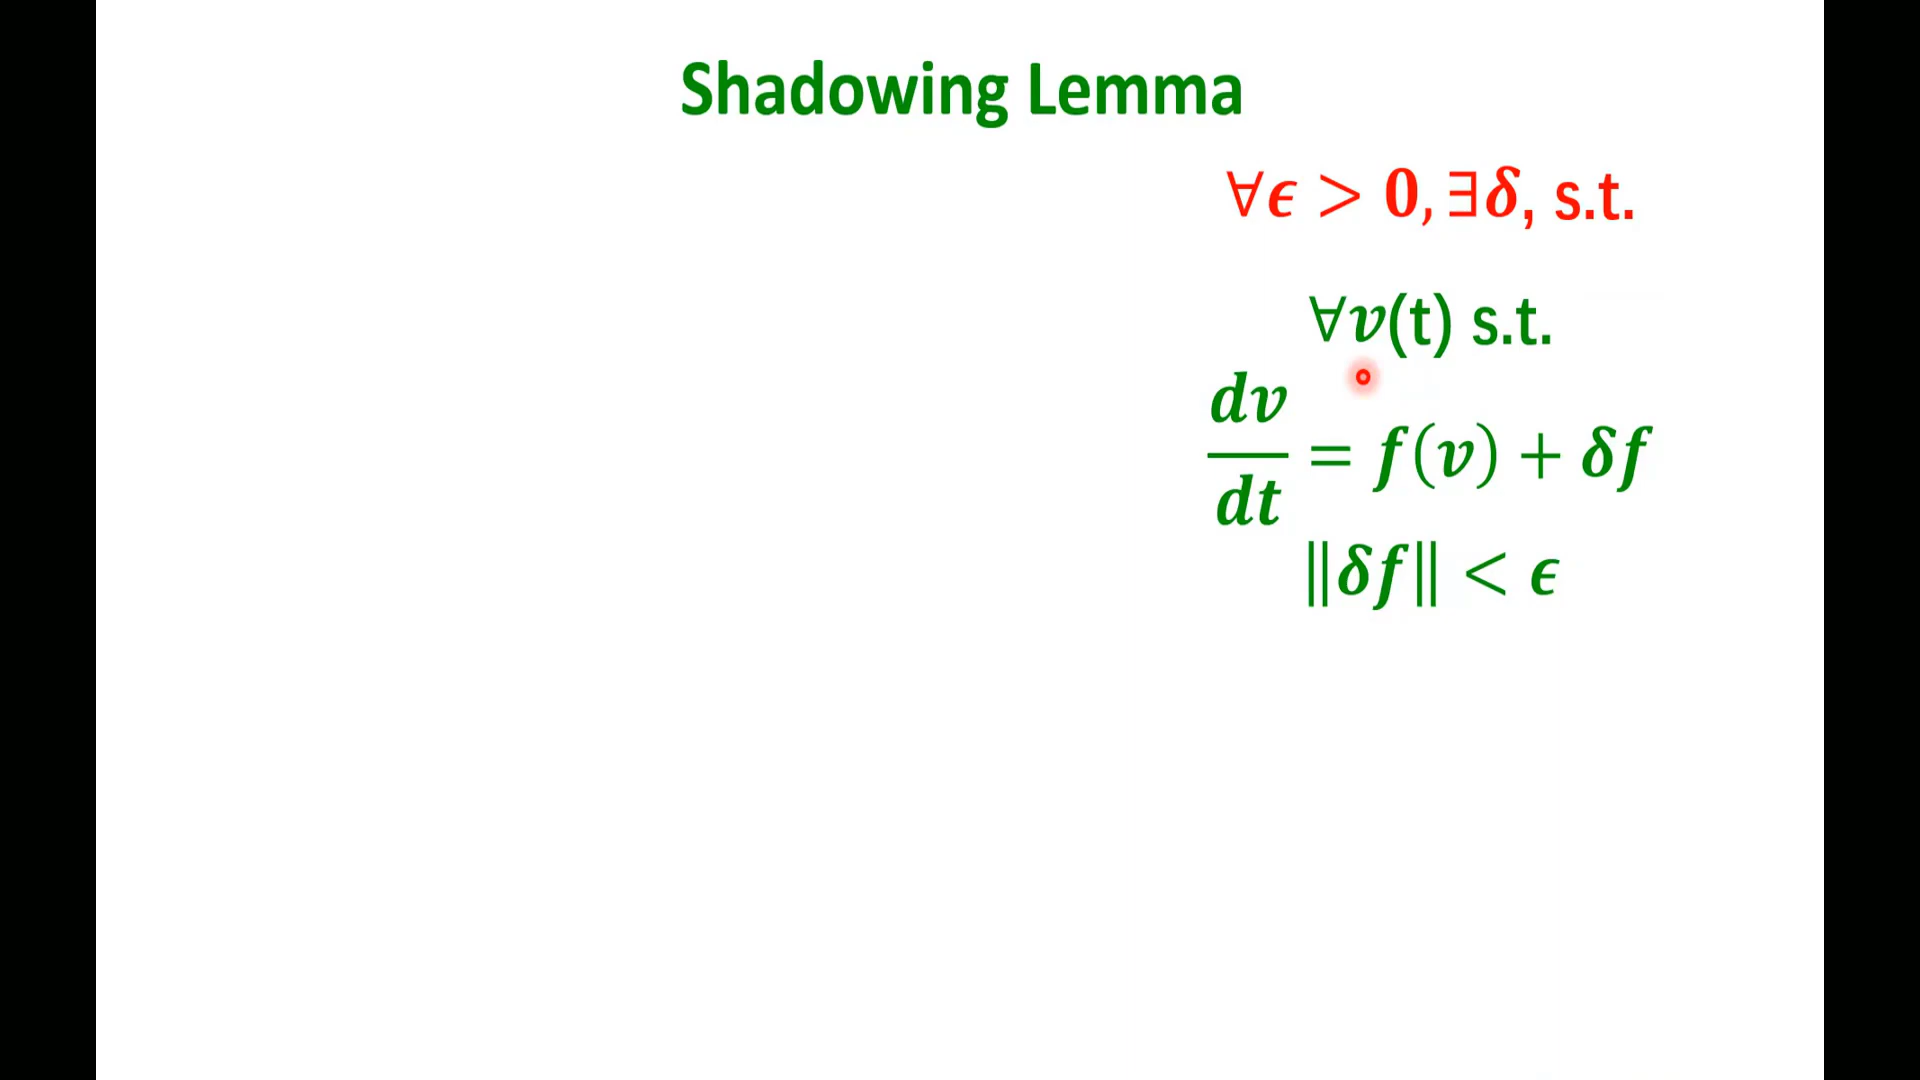 Shadowing Lemma
∀ϵ > 0, ∃δ, s.t.
∀v(t) s.t.
dv/dt = f(v) + δf
‖δf‖ < ϵ